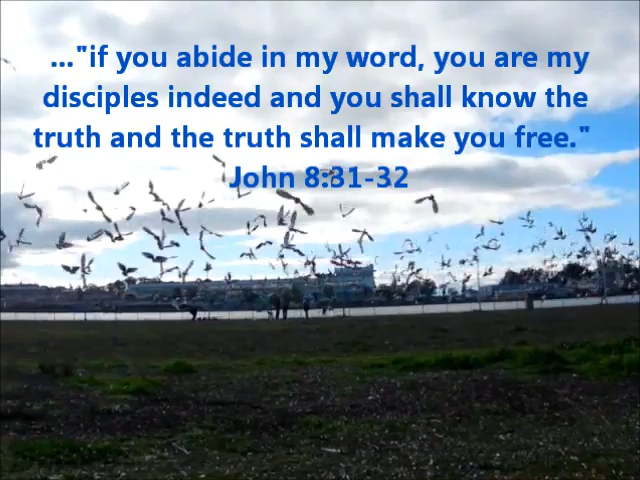 ..."if you abide in my word, you are my
disciples indeed and you shall know the
truth and the truth shall make you free."
John 8:31-32